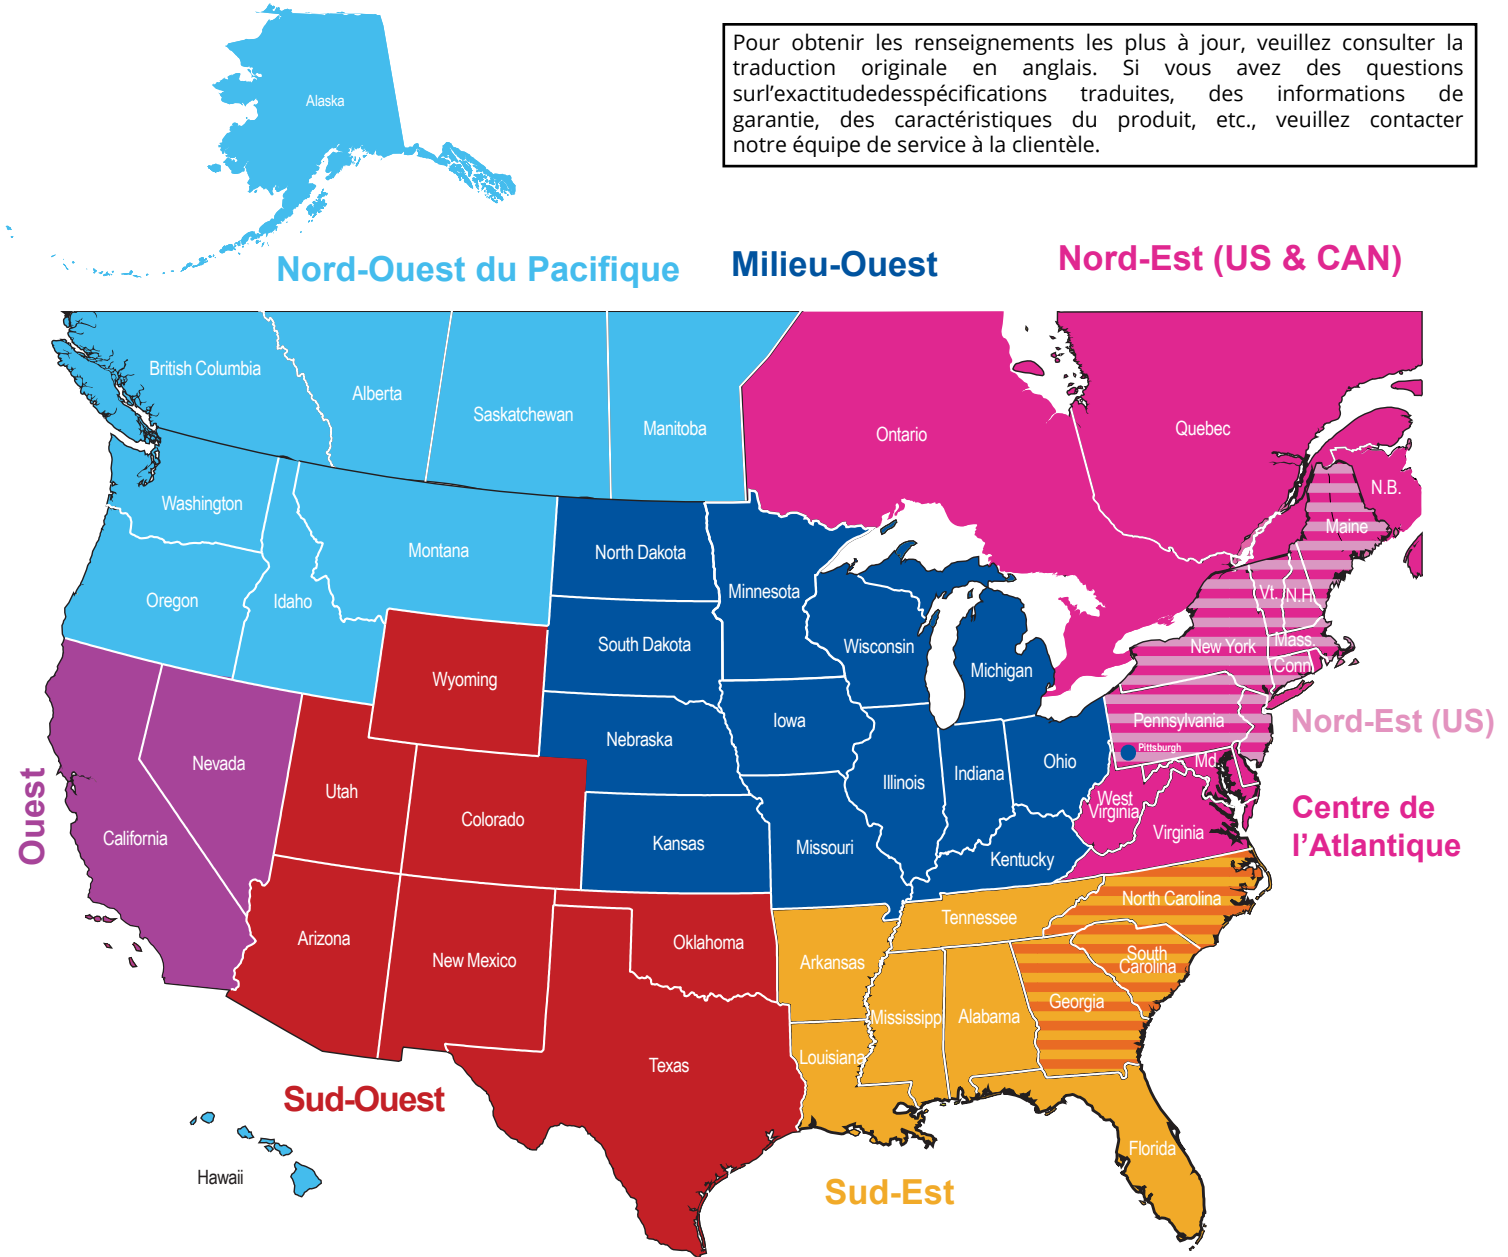 Alaska
Pour obtenir les renseignements les plus à jour, veuillez consulter la
traduction originale en anglais. Si vous avez des questions
surl'exactitudedesspécifications traduites, des informations de
garantie, des caractéristiques du produit, etc., veuillez contacter
notre équipe de service à la clientèle.
Nord-Ouest du Pacifique
Milieu-Ouest
Nord-Est (US & CAN)
British Columbia
Alberta
Saskatchewan
Manitoba
Ontario
Quebec
N.B.
Washington
Oregon
Idaho
Montana
North Dakota
South Dakota
Minnesota
Wisconsin
Michigan
Maine
Vt.
N.H.
New York
Mass.
Conn.
Wyoming
Nebraska
Iowa
Illinois
Indiana
Ohio
Pennsylvania
Pittsburgh
Md.
Nord-Est (US)
Ouest
Nevada
California
Utah
Colorado
Kansas
Missouri
Kentucky
West
Virginia
Virginia
Centre de
l'Atlantique
Arizona
New Mexico
Oklahoma
Texas
Arkansas
Tennessee
North Carolina
South
Carolina
Georgia
Mississippi
Alabama
Louisiana
Florida
Sud-Ouest
Sud-Est
Hawaii